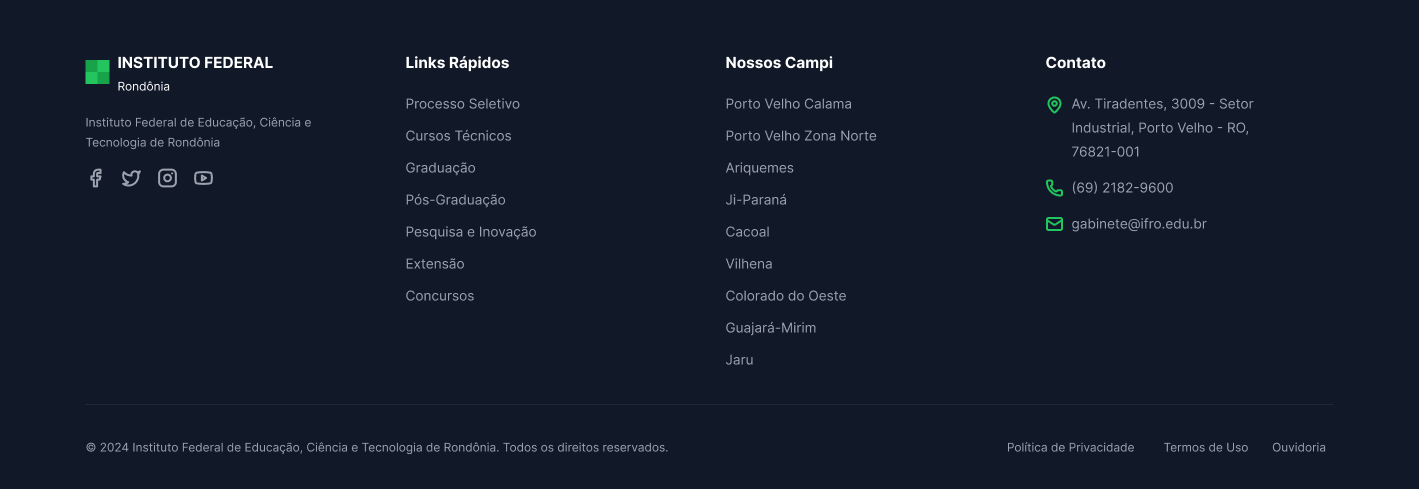 INSTITUTO FEDERAL
Rondônia
Instituto Federal de Educação, Ciência e
Tecnologia de Rondônia
Links Rápidos
Processo Seletivo
Cursos Técnicos
Graduação
Pós-Graduação
Pesquisa e Inovação
Extensão
Concursos
Nossos Campi
Porto Velho Calama
Porto Velho Zona Norte
Ariquemes
Ji-Paraná
Cacoal
Vilhena
Colorado do Oeste
Guajará-Mirim
Jaru
Contato
Av. Tiradentes, 3009 - Setor
Industrial, Porto Velho - RO,
76821-001
(69) 2182-9600
gabinete@ifro.edu.br
© 2024 Instituto Federal de Educação, Ciência e Tecnologia de Rondônia. Todos os direitos reservados.
Política de Privacidade
Termos de Uso
Ouvidoria